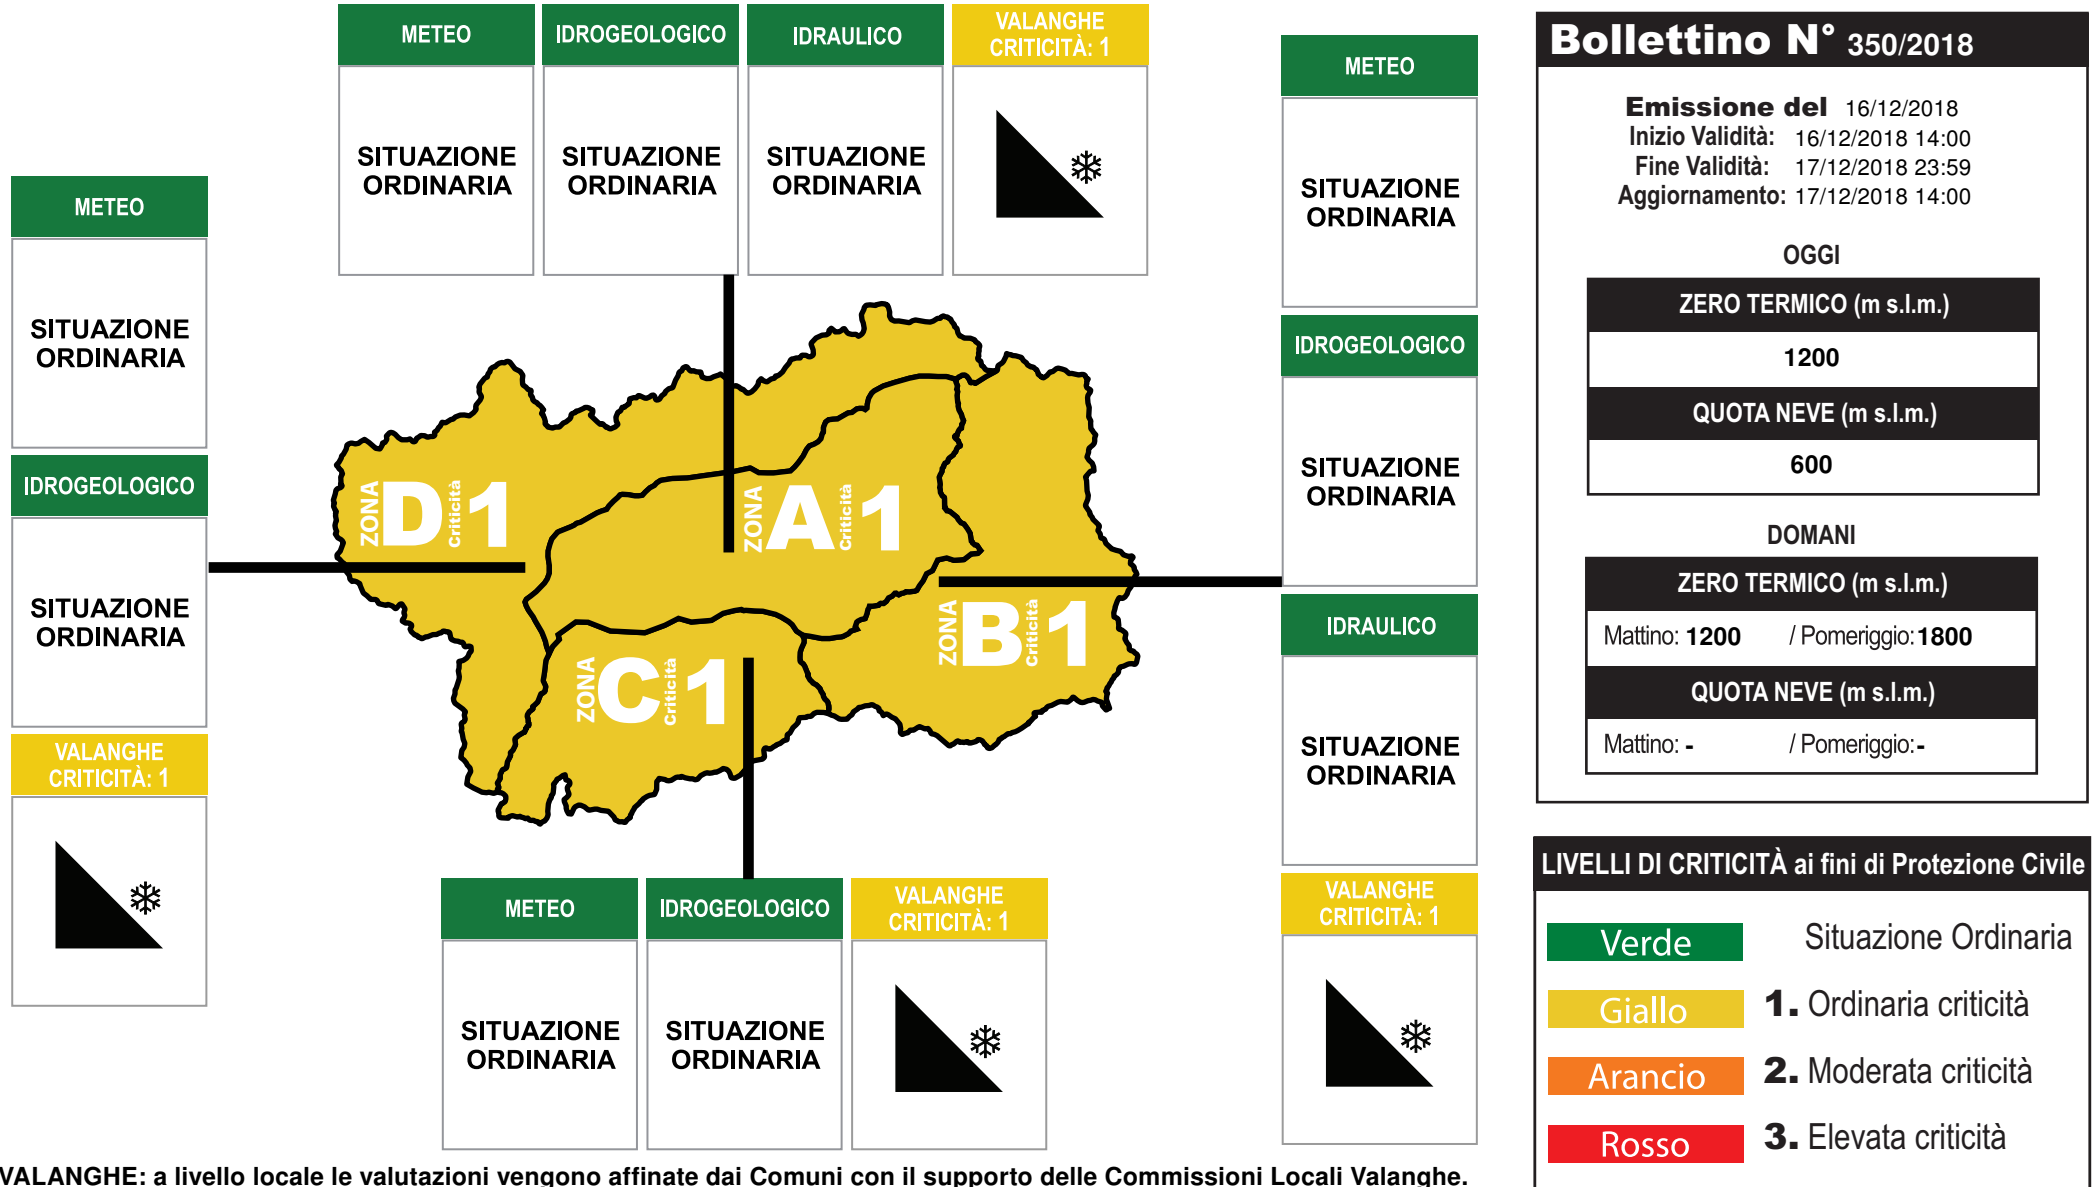 METEO
IDROGEOLOGICO
IDRAULICO
VALANGHE
CRITICITÀ: 1
SITUAZIONE
ORDINARIA
SITUAZIONE
ORDINARIA
SITUAZIONE
ORDINARIA
METEO
SITUAZIONE
ORDINARIA
IDROGEOLOGICO
SITUAZIONE
ORDINARIA
VALANGHE
CRITICITÀ: 1
ZONA
D
Criticità
1
ZONA
A
Criticità
1
ZONA
B
Criticità
1
ZONA
C
Criticità
1
METEO
SITUAZIONE
ORDINARIA
IDROGEOLOGICO
SITUAZIONE
ORDINARIA
IDRAULICO
SITUAZIONE
ORDINARIA
VALANGHE
CRITICITÀ: 1
METEO
IDROGEOLOGICO
VALANGHE
CRITICITÀ: 1
SITUAZIONE
ORDINARIA
SITUAZIONE
ORDINARIA
VALANGHE: a livello locale le valutazioni vengono affinate dai Comuni con il supporto delle Commissioni Locali Valanghe.
Bollettino N° 350/2018
Emissione del 16/12/2018
Inizio Validità: 16/12/2018 14:00
Fine Validità: 17/12/2018 23:59
Aggiornamento: 17/12/2018 14:00
OGGI
ZERO TERMICO (m s.l.m.)
1200
QUOTA NEVE (m s.l.m.)
600
DOMANI
ZERO TERMICO (m s.l.m.)
Mattino: 1200 / Pomeriggio: 1800
QUOTA NEVE (m s.l.m.)
Mattino: - / Pomeriggio: -
LIVELLI DI CRITICITÀ ai fini di Protezione Civile
Verde Situazione Ordinaria
Giallo 1. Ordinaria criticità
Arancio 2. Moderata criticità
Rosso 3. Elevata criticità